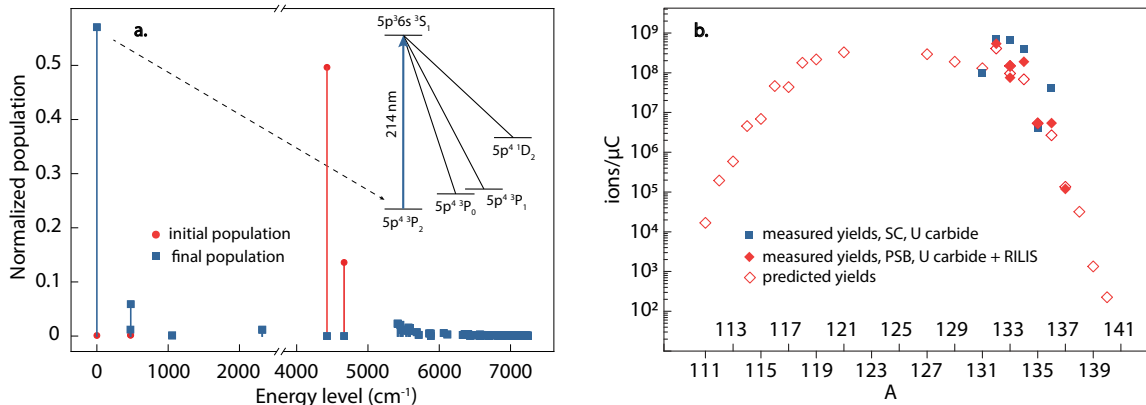 a.
Normalized population
0.5
0.4
0.3
0.2
0.1
0
0 1000 2000 4000 5000 6000 7000
Energy level (cm⁻¹)
initial population
final population
5p³6s ³S₁
214 nm
5p⁴ ¹D₂
5p⁴ ³P₁
5p⁴ ³P₀
5p⁴ ³P₂
b.
ions/μC
10⁹
10⁸
10⁷
10⁶
10⁵
10⁴
10³
10²
measured yields, SC, U carbide
measured yields, PSB, U carbide + RILIS
predicted yields
113 117 121 125 129 133 137 141
111 115 119 123 127 131 135 139
A